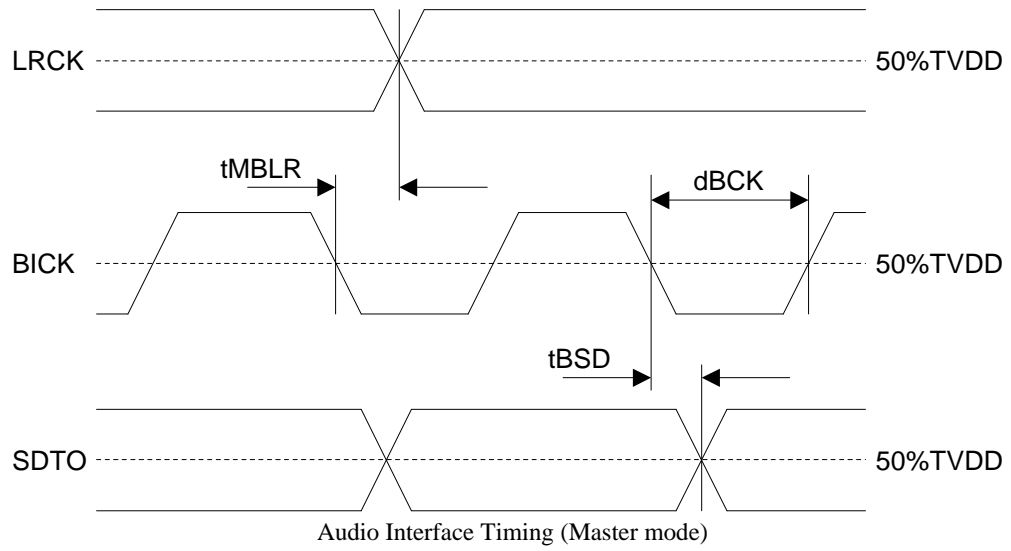 LRCK
50%TVDD
tMBLR
dBCK
BICK
50%TVDD
tBSD
SDTO
50%TVDD
Audio Interface Timing (Master mode)